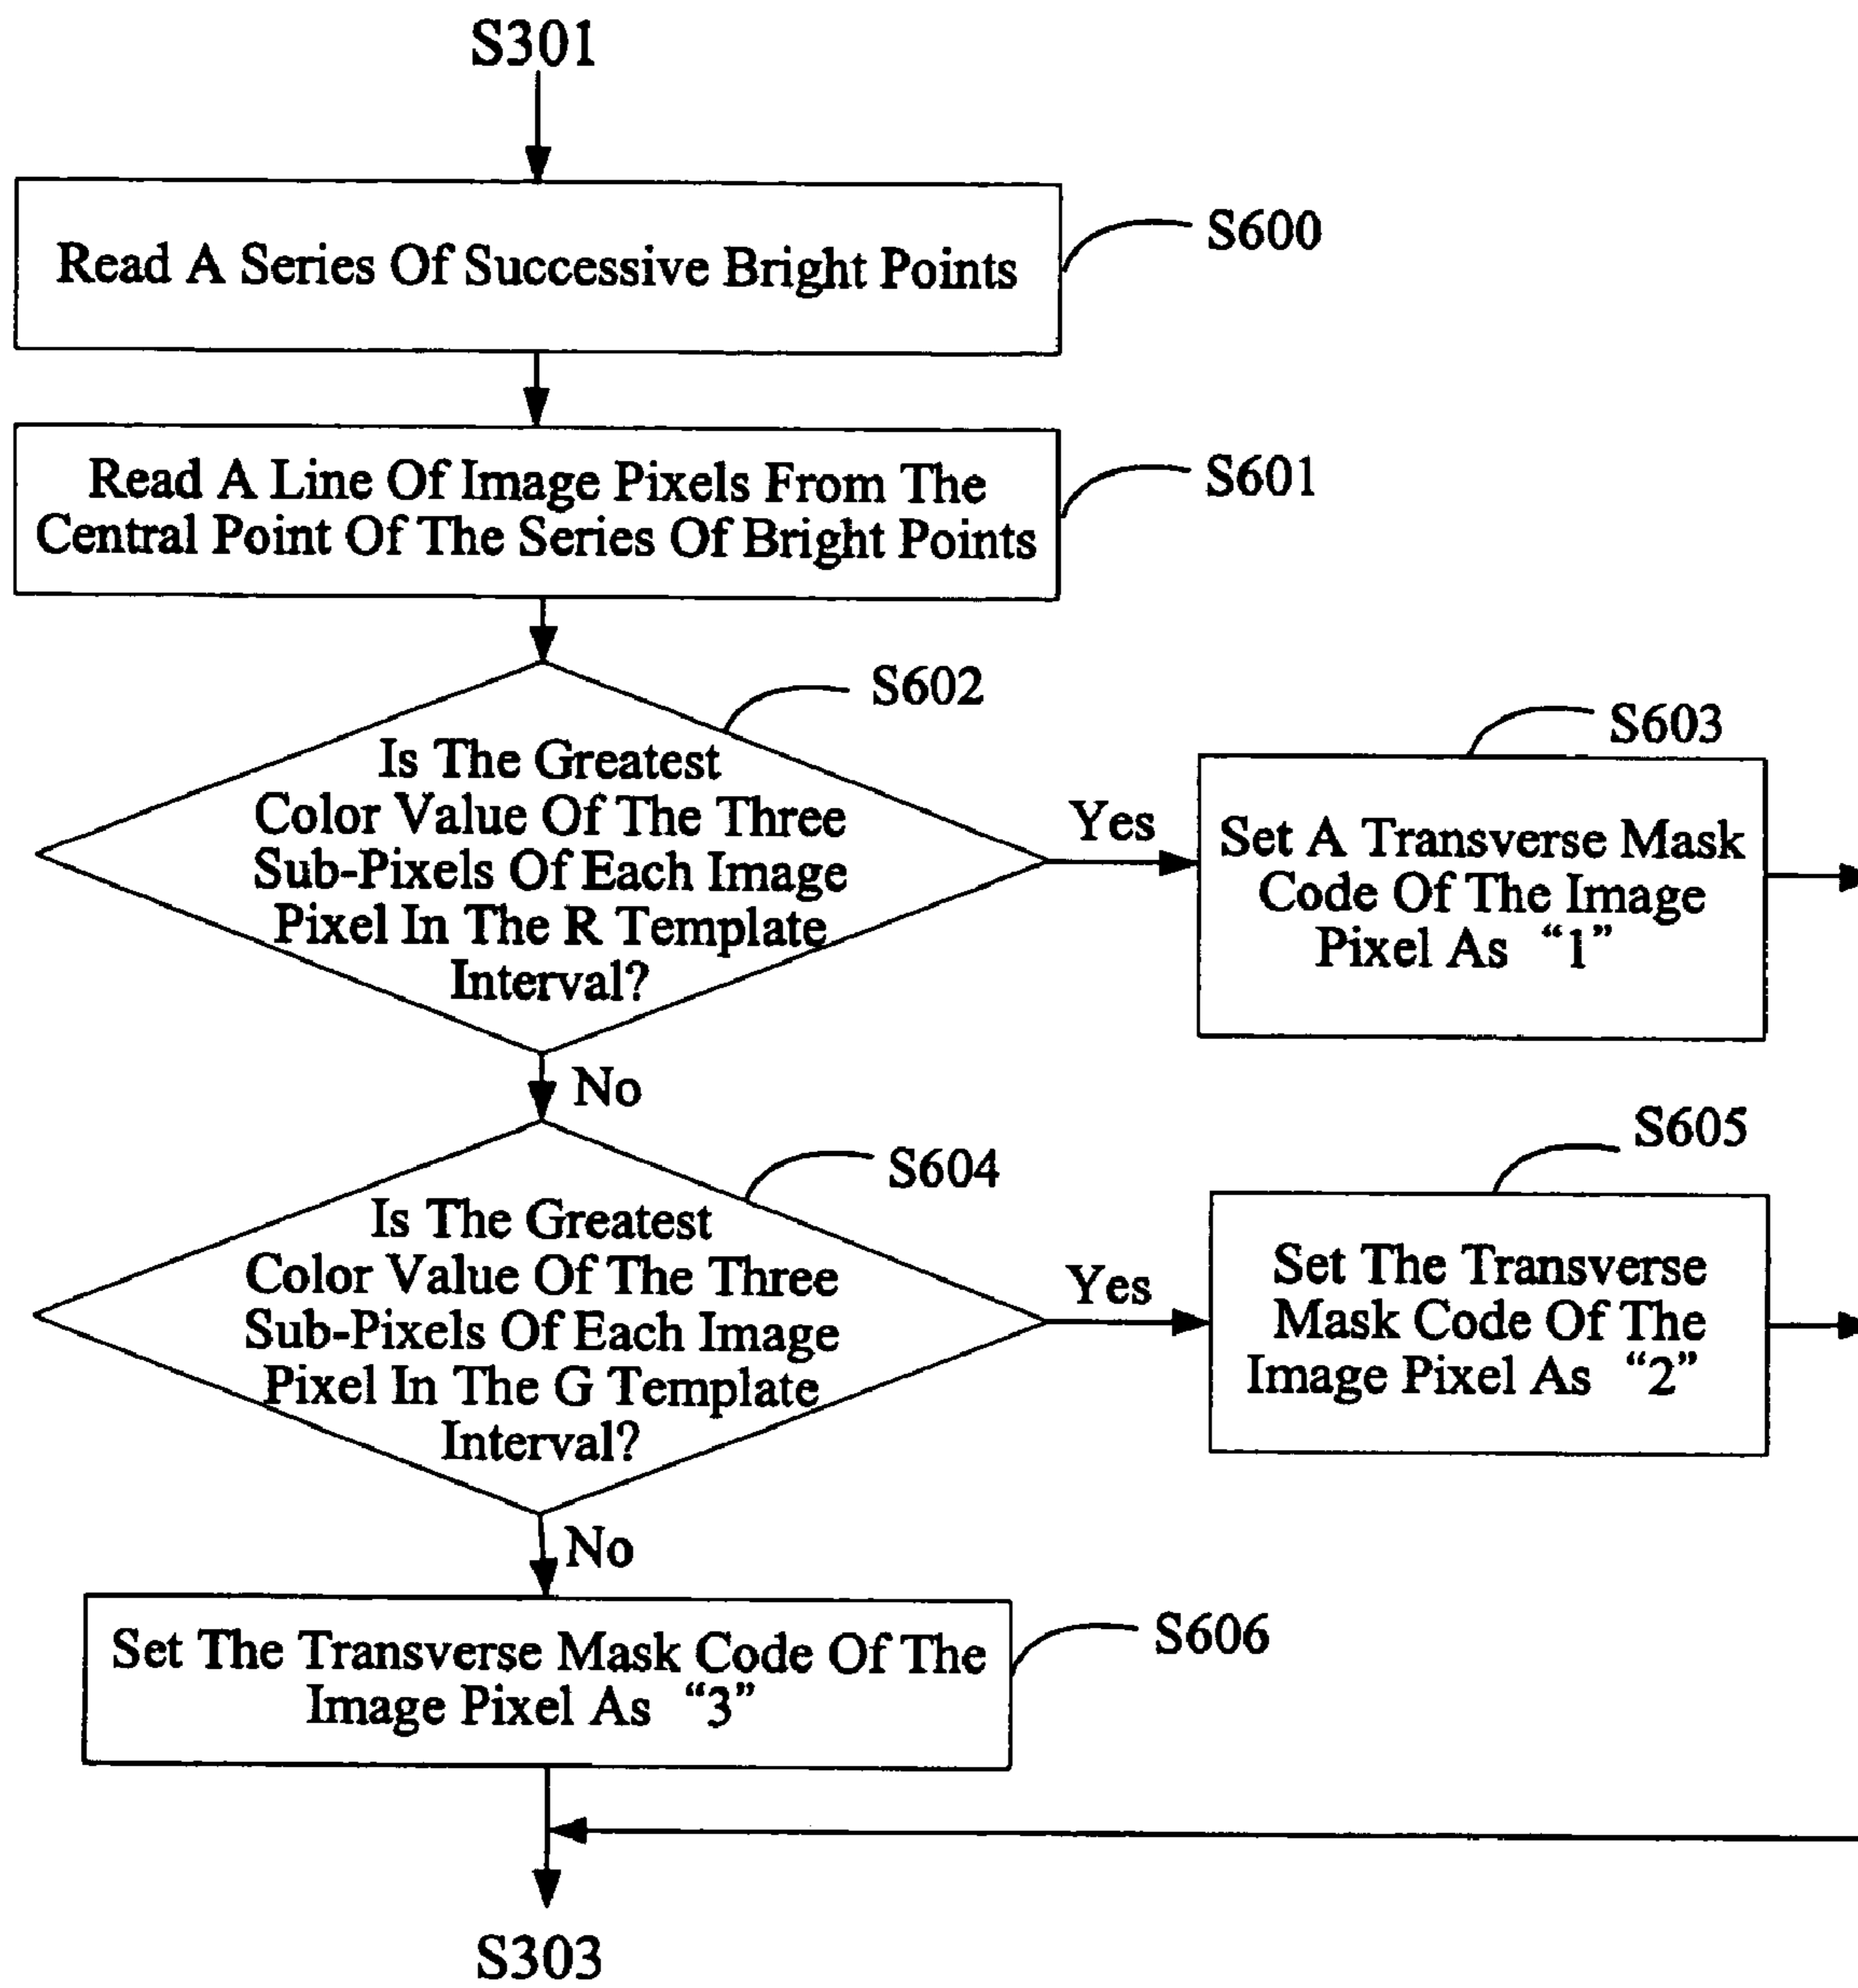 S301
Read A Series Of Successive Bright Points
S600
Read A Line Of Image Pixels From The
Central Point Of The Series Of Bright Points
S601
S602
Is The Greatest
Color Value Of The Three
Sub-Pixels Of Each Image
Pixel In The R Template
Interval?
Yes
S603
Set A Transverse Mask
Code Of The Image
Pixel As “1”
No
S604
Is The Greatest
Color Value Of The Three
Sub-Pixels Of Each Image
Pixel In The G Template
Interval?
Yes
S605
Set The Transverse
Mask Code Of The
Image Pixel As “2”
No
Set The Transverse Mask Code Of The
Image Pixel As “3”
S606
S303